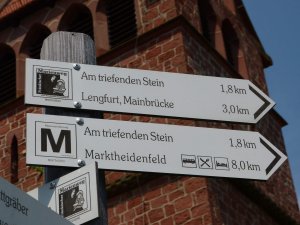 Am triefenden Stein 1,8 km
Lengfurt, Mainbrücke 3,0 km
Am triefenden Stein 1,8 km
M
Marktheidenfeld 8,0 km